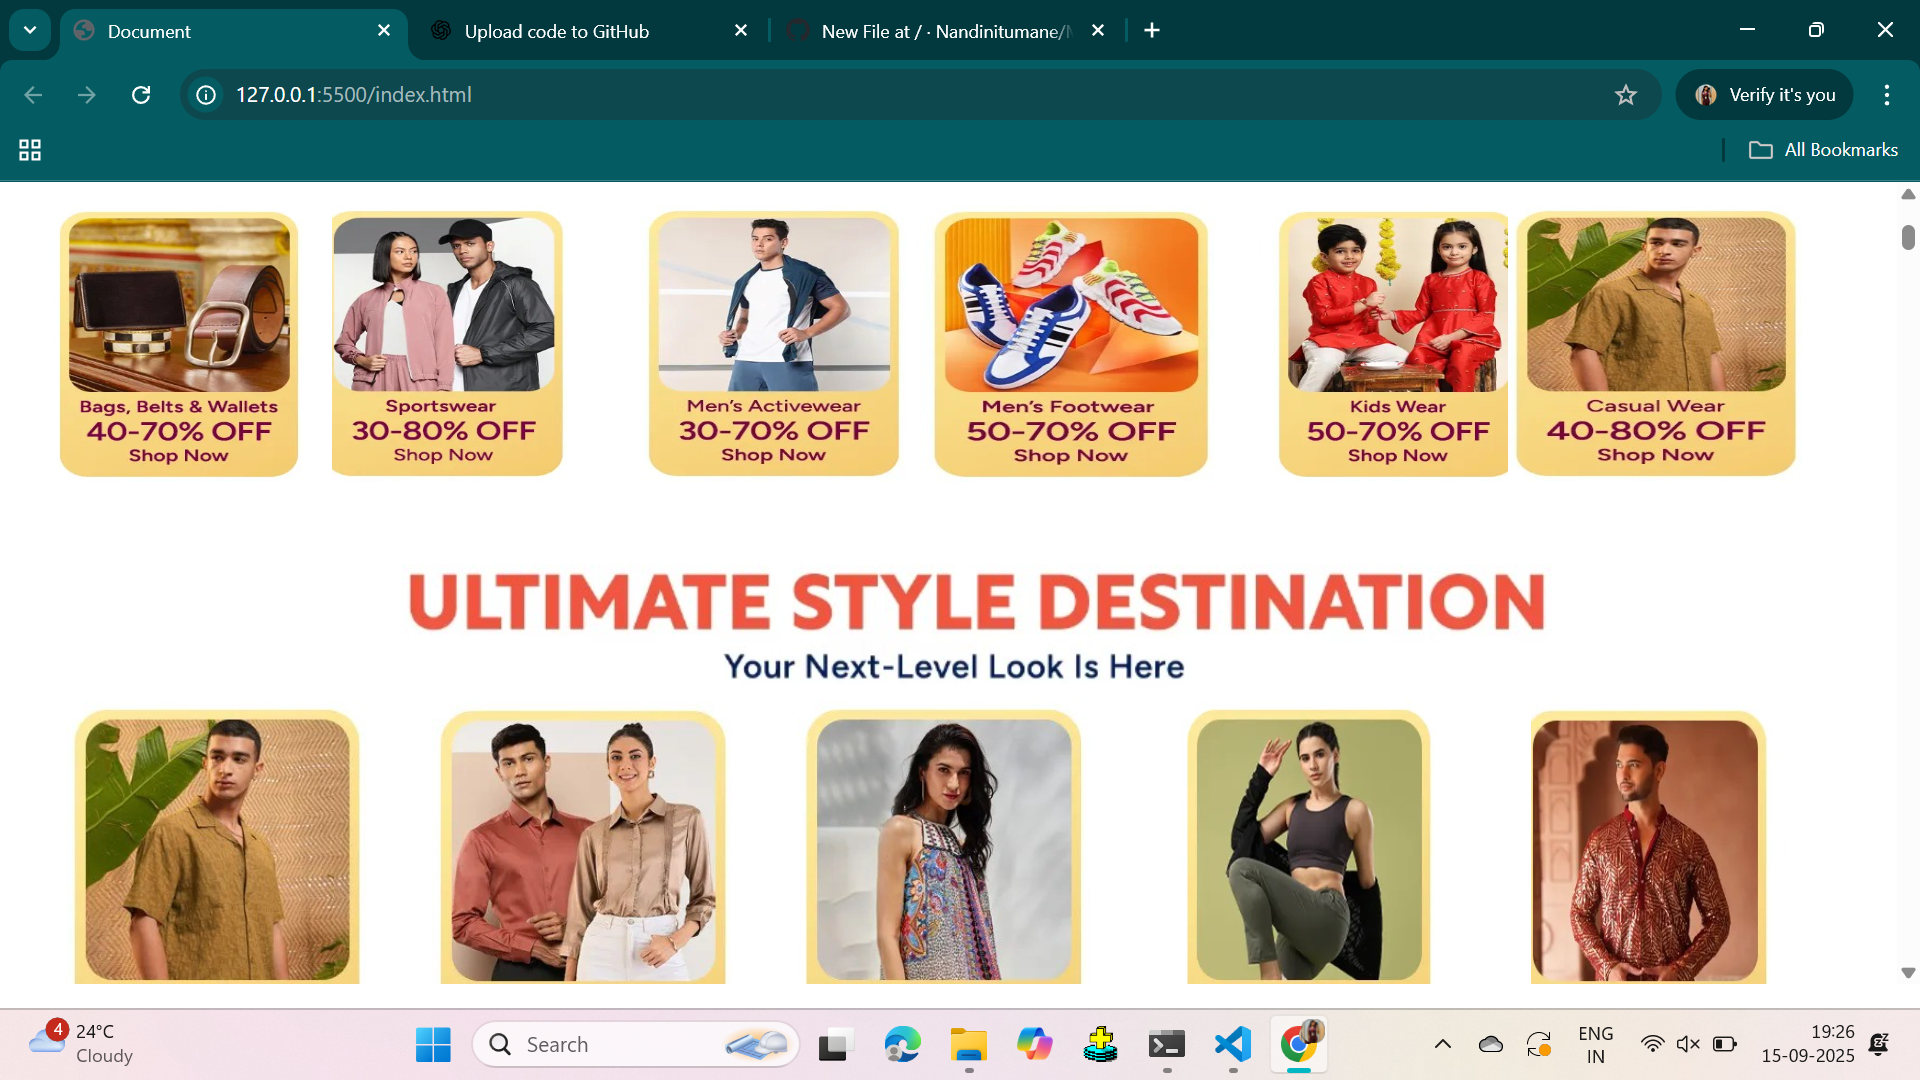 Document
Upload code to GitHub
New File at / · Nandinitumane/
127.0.0.1:5500/index.html
Verify it's you
All Bookmarks
Bags, Belts & Wallets
40-70% OFF
Shop Now
Sportswear
30-80% OFF
Shop Now
Men's Activewear
30-70% OFF
Shop Now
Men's Footwear
50-70% OFF
Shop Now
Kids Wear
50-70% OFF
Shop Now
Casual Wear
40-80% OFF
Shop Now
ULTIMATE STYLE DESTINATION
Your Next-Level Look Is Here
4
24°C
Cloudy
Search
ENG
IN
19:26
15-09-2025